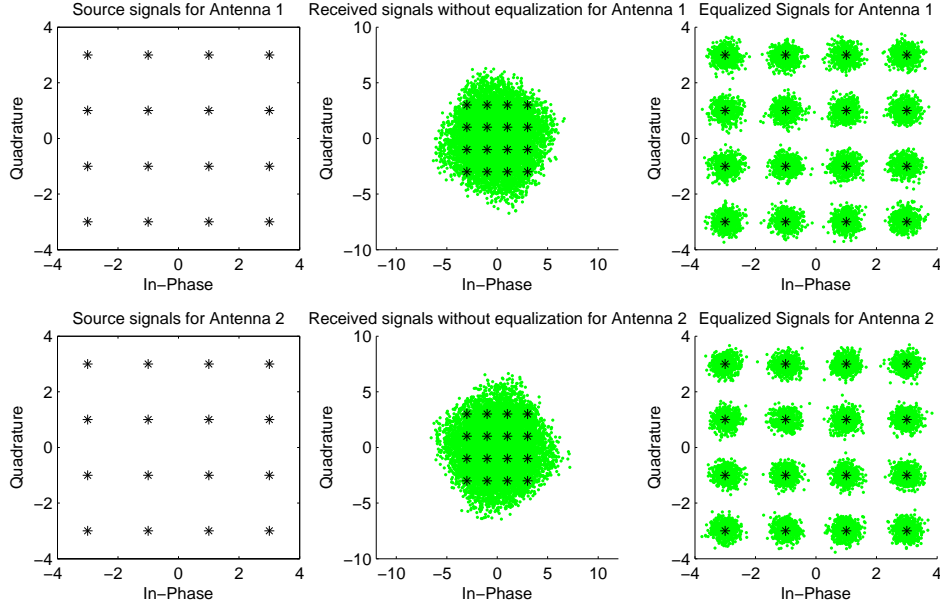 Source signals for Antenna 1
Received signals without equalization for Antenna 1
Equalized Signals for Antenna 1
4
2
0
−2
−4
Quadrature
−4 −2 0 2 4
In−Phase
10
5
0
−5
−10
Quadrature
−10 −5 0 5 10
In−Phase
4
2
0
−2
−4
Quadrature
−4 −2 0 2 4
In−Phase
Source signals for Antenna 2
Received signals without equalization for Antenna 2
Equalized Signals for Antenna 2
4
2
0
−2
−4
Quadrature
−4 −2 0 2 4
In−Phase
10
5
0
−5
−10
Quadrature
−10 −5 0 5 10
In−Phase
4
2
0
−2
−4
Quadrature
−4 −2 0 2 4
In−Phase